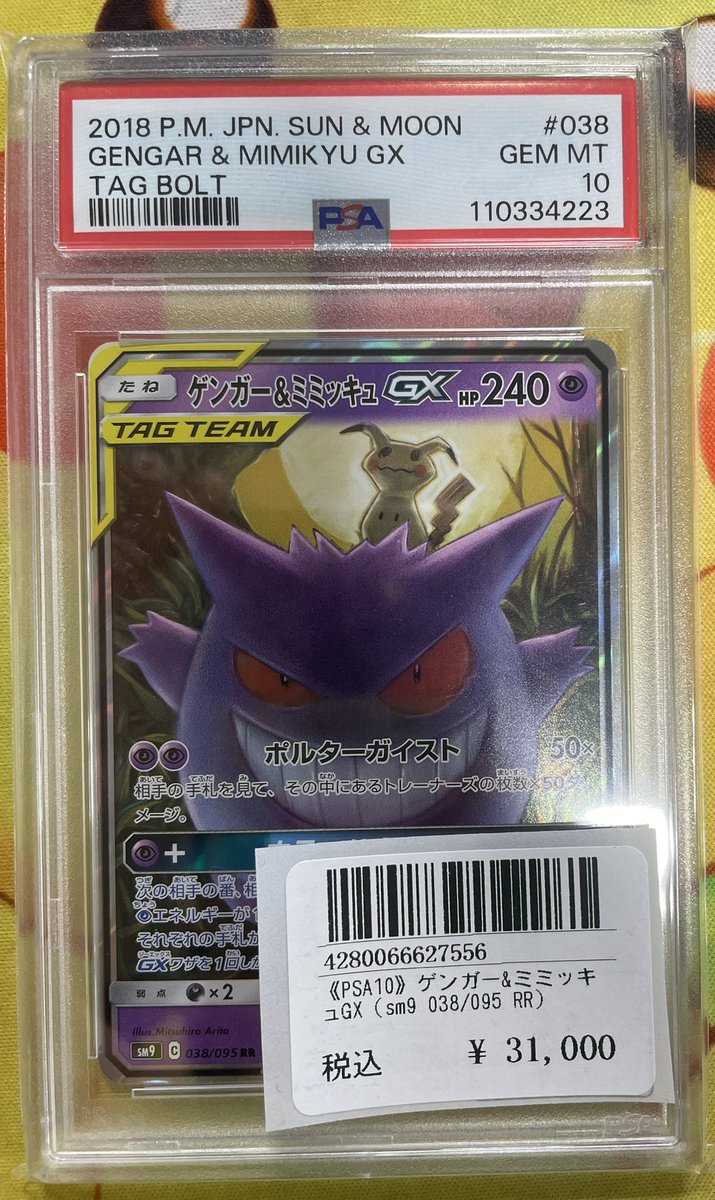 2018 P.M. JPN. SUN & MOON #038
GENGAR & MIMIKYU GX GEM MT
TAG BOLT 10
PSA 110334223
たね ゲンガー&ミミッキュGX HP240
TAG TEAM
ポルターガイスト 50×
相手の手札を見て、その中にあるトレーナーズの枚数×50ダ
メージ。
+
次の相手の番、相
エネルギーが1
それぞれの手札が
GXワザを1回しか
弱点 ×2
Illus. Mitsuhiro Arita
sm9 C 038/095 RR
4280066627556
《PSA10》ゲンガー&ミミッキ
ュGX (sm9 038/095 RR)
税込 ¥ 31,000